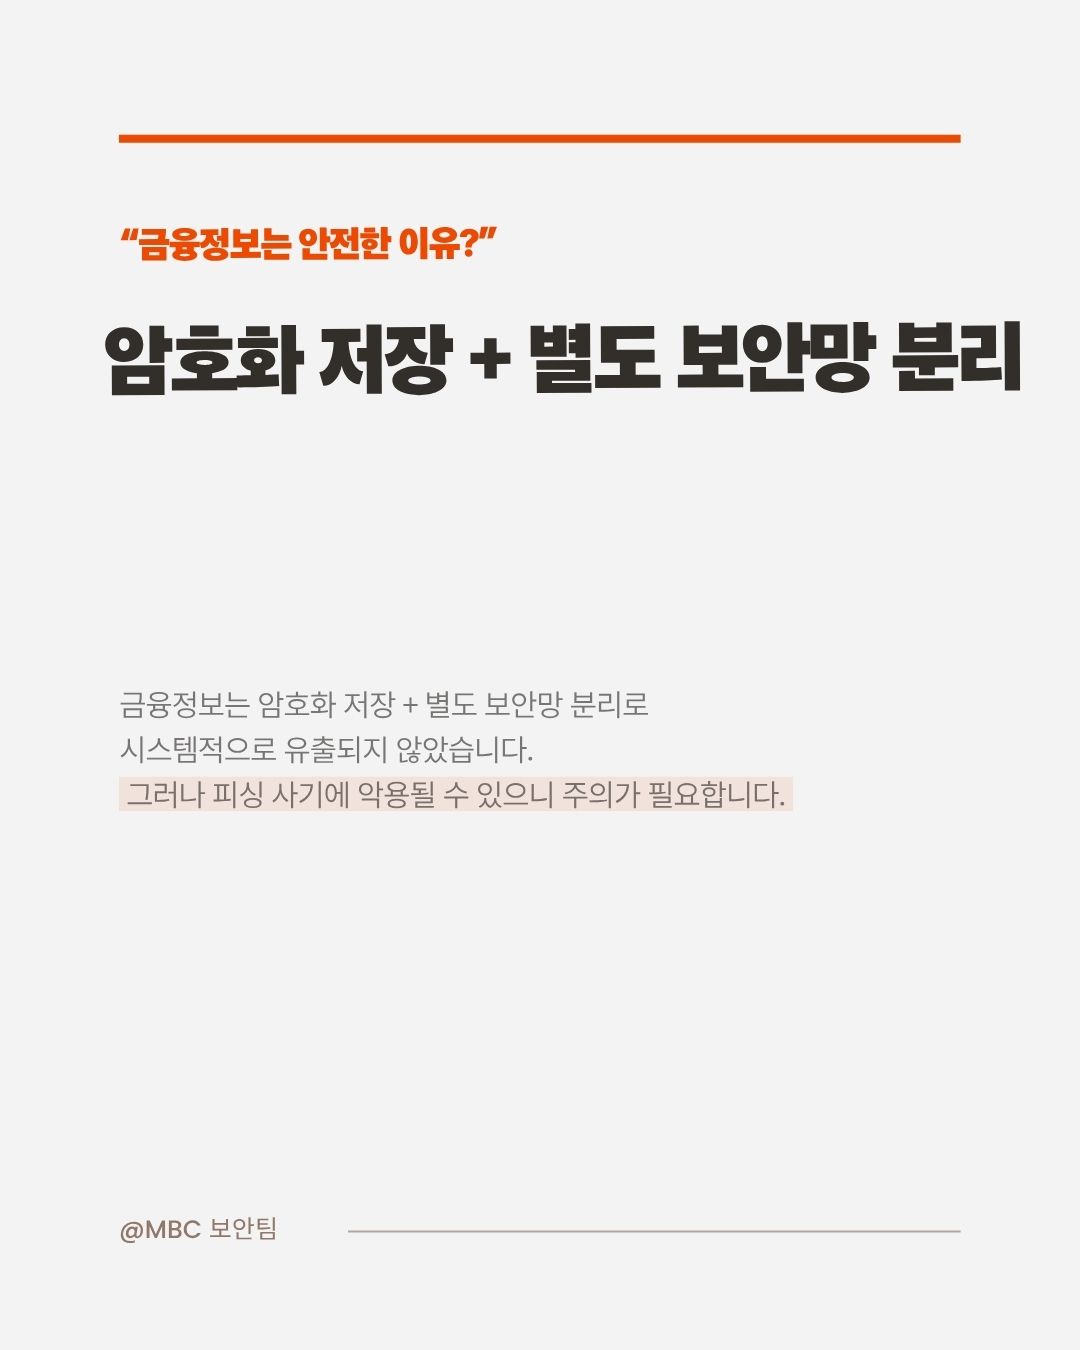 “금융정보는 안전한 이유?”
암호화 저장 + 별도 보안망 분리
금융정보는 암호화 저장 + 별도 보안망 분리로
시스템적으로 유출되지 않았습니다.
그러나 피싱 사기에 악용될 수 있으니 주의가 필요합니다.
@MBC 보안팀